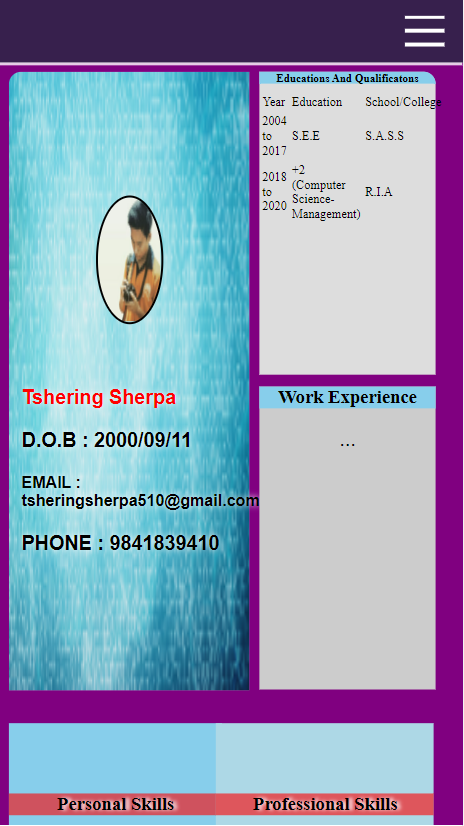 Tshering Sherpa
D.O.B : 2000/09/11
EMAIL :
tsheringsherpa510@gmail.com
PHONE : 9841839410
Educations And Qualificatons
Year Education School/College
2004
to
2017
S.E.E
S.A.S.S
2018
to
2020
+2
(Computer
Science-
Management)
R.I.A
Work Experience
...
Personal Skills
Professional Skills